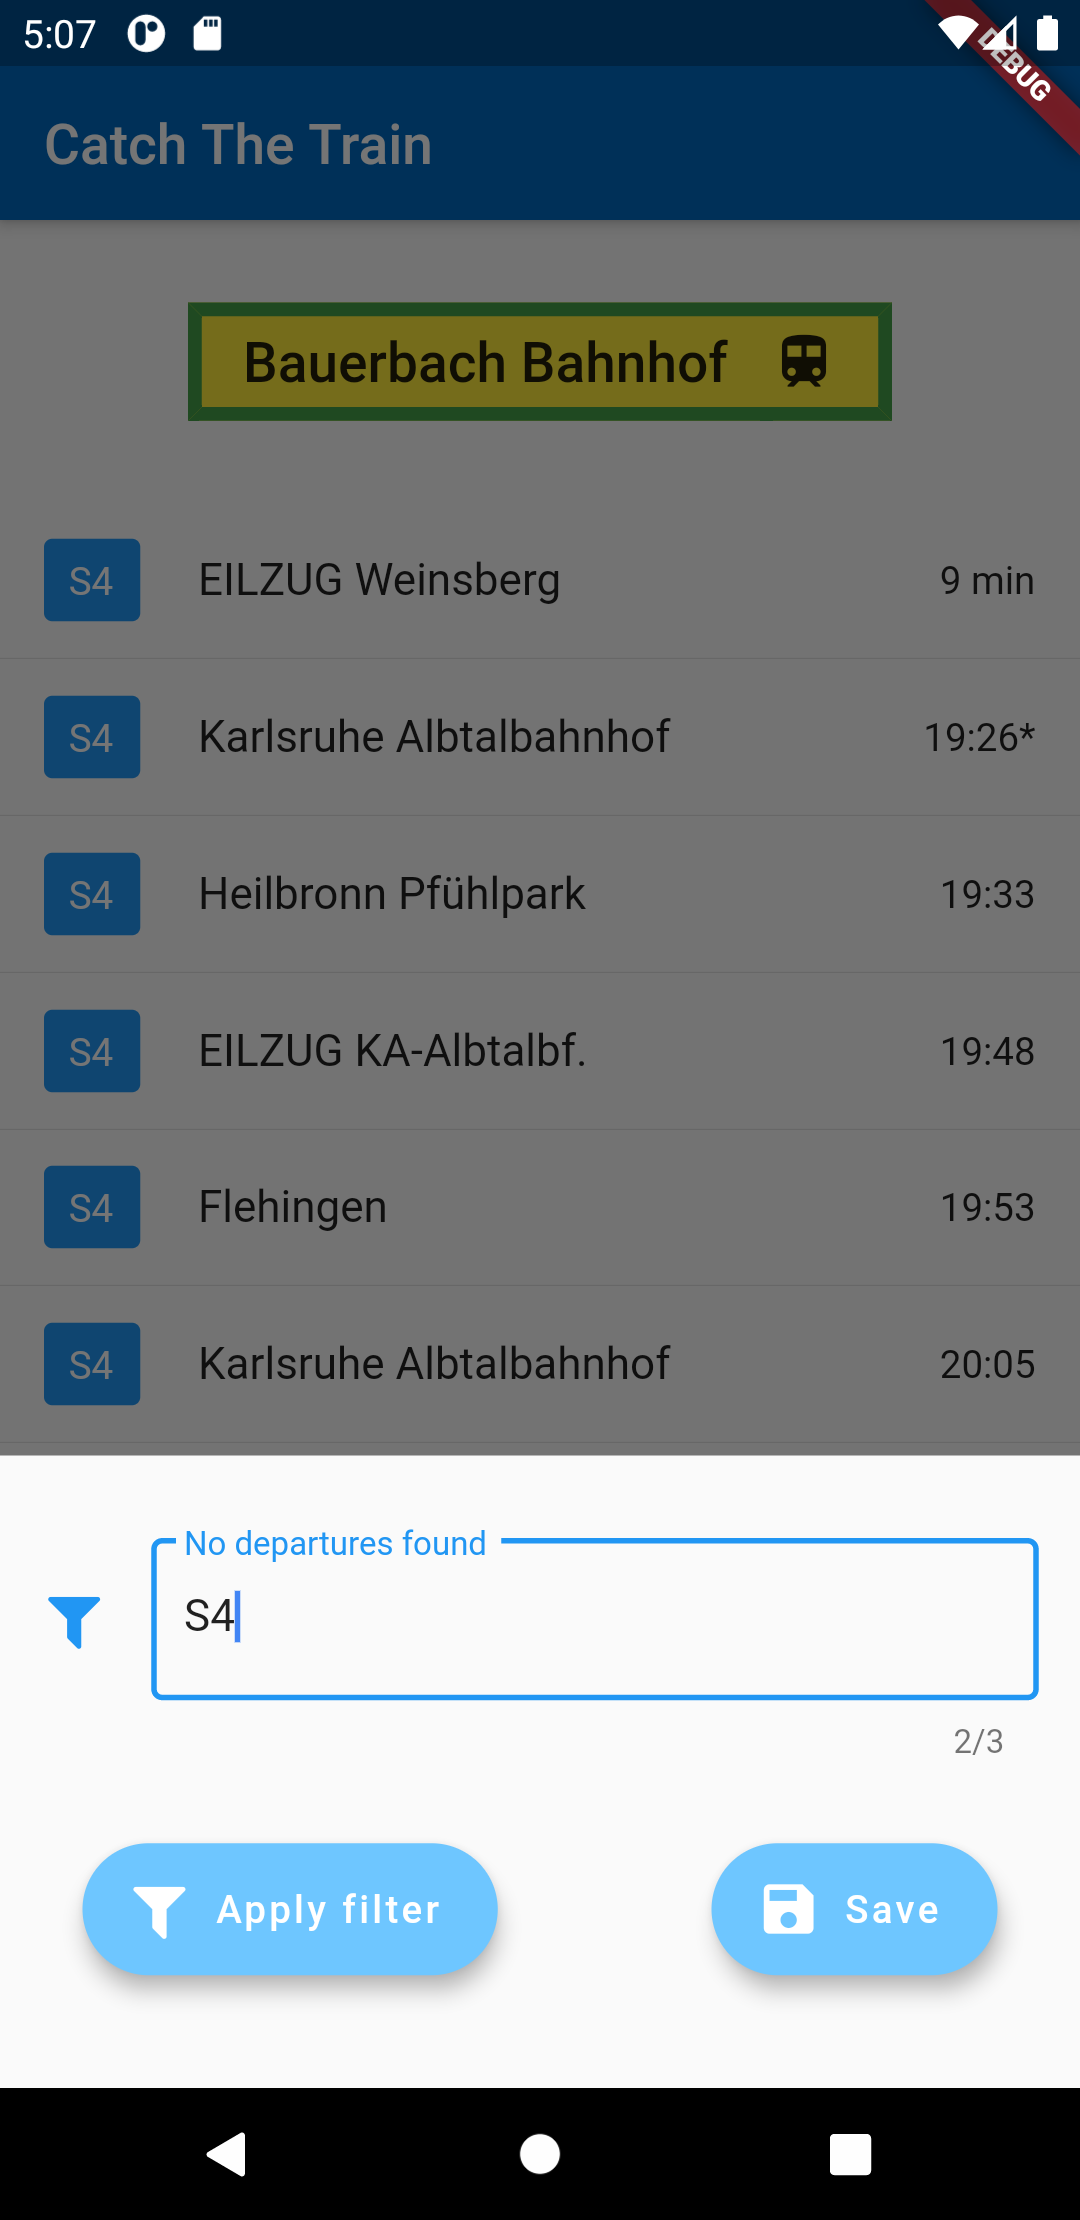 5:07
DEBUG
Catch The Train
Bauerbach Bahnhof
S4 EILZUG Weinsberg 9 min
S4 Karlsruhe Albtalbahnhof 19:26*
S4 Heilbronn Pfühlpark 19:33
S4 EILZUG KA-Albtalbf. 19:48
S4 Flehingen 19:53
S4 Karlsruhe Albtalbahnhof 20:05
No departures found
S4
2/3
Apply filter Save